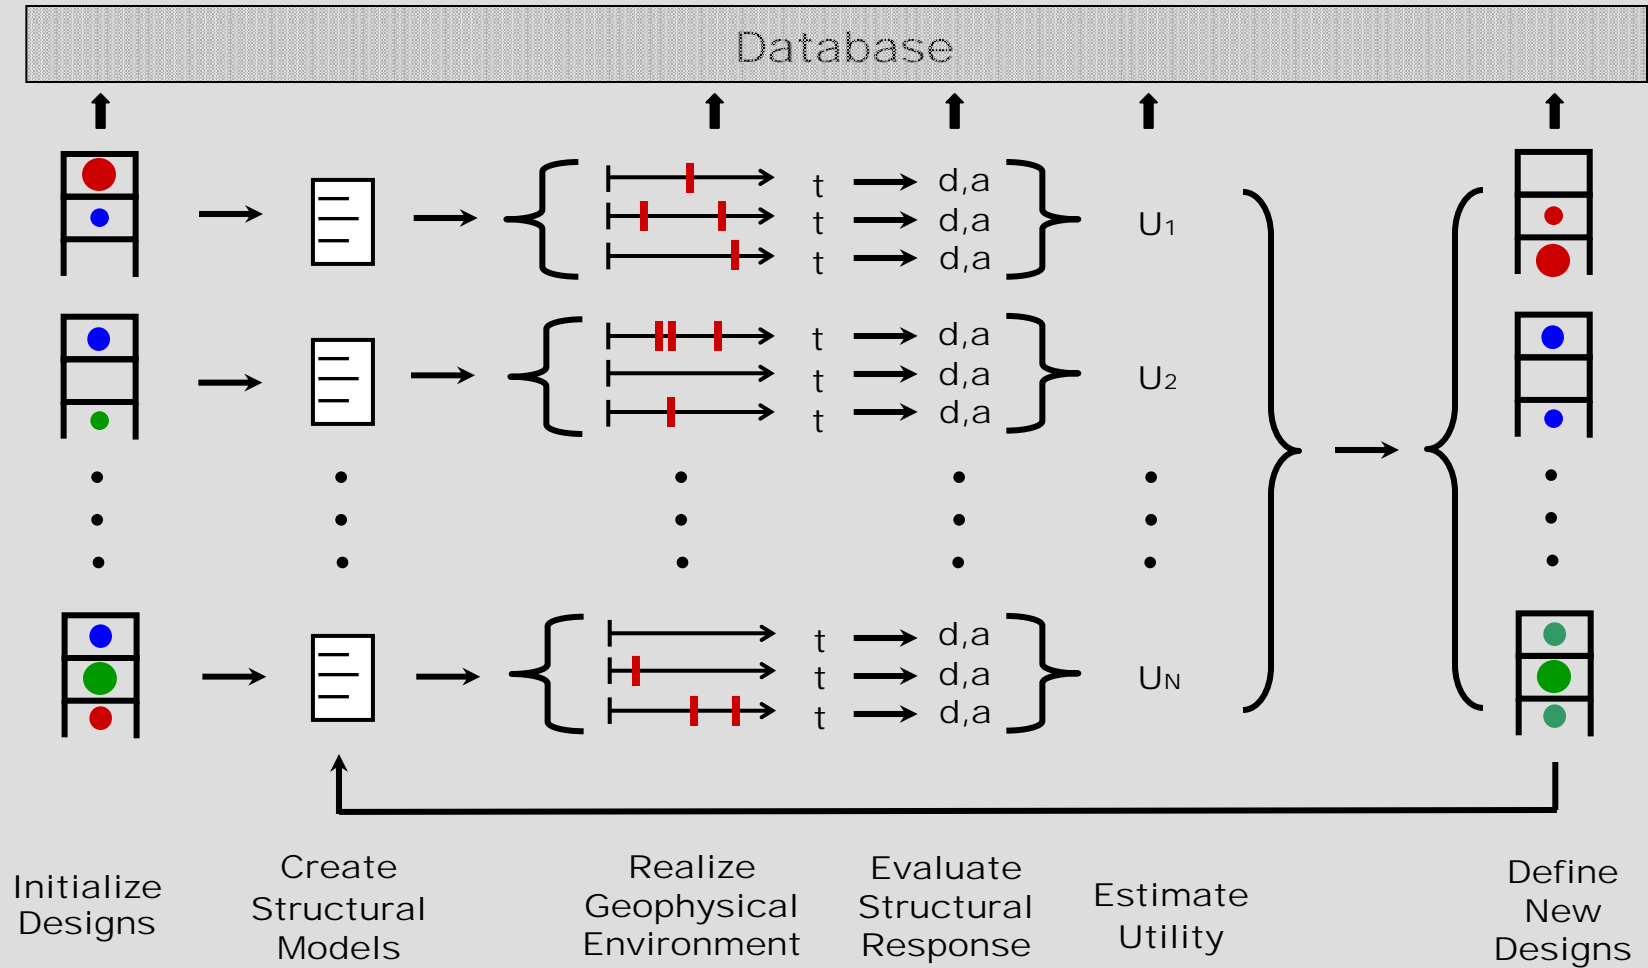 Database
t d,a
t d,a
t d,a
U1
t d,a
t d,a
t d,a
U2
t d,a
t d,a
t d,a
UN
Initialize
Designs
Create
Structural
Models
Realize
Geophysical
Environment
Evaluate
Structural
Response
Estimate
Utility
Define
New
Designs